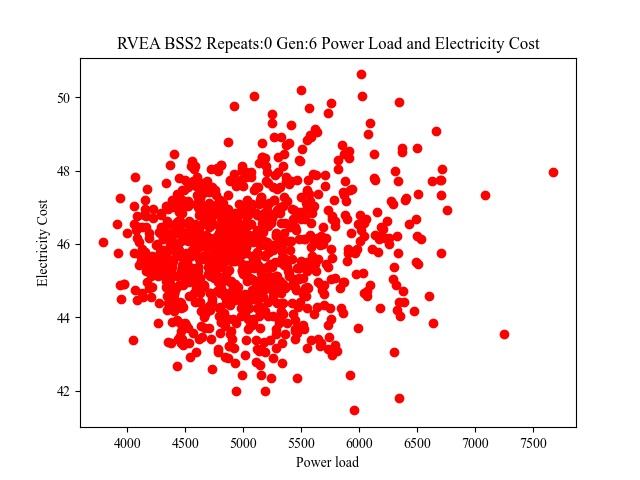 RVEA BSS2 Repeats:0 Gen:6 Power Load and Electricity Cost
50
48
46
44
42
Electricity Cost
4000 4500 5000 5500 6000 6500 7000 7500
Power load